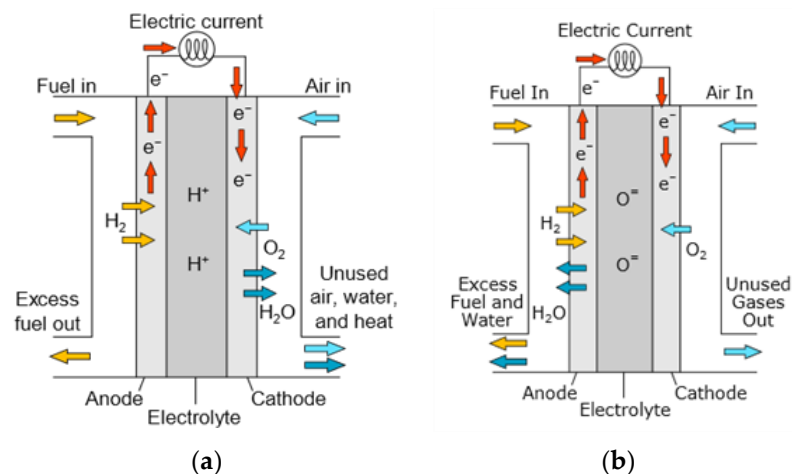 Electric current
e⁻
Fuel in
Air in
e⁻
e⁻
e⁻
H⁺
H₂
O₂
H⁺
H₂O
Excess
fuel out
Unused
air, water,
and heat
Anode
Cathode
Electrolyte
(a)
Electric Current
e⁻
Fuel In
Air In
e⁻
e⁻
e⁻
O⁼
H₂
O₂
O⁼
H₂O
Excess
Fuel and
Water
Unused
Gases
Out
Anode
Cathode
Electrolyte
(b)